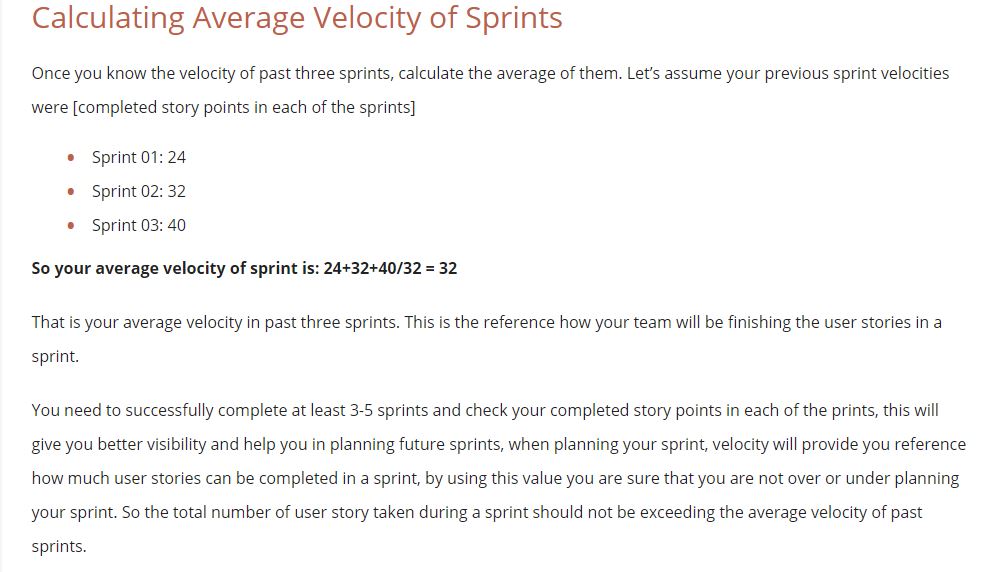 Calculating Average Velocity of Sprints
Once you know the velocity of past three sprints, calculate the average of them. Let’s assume your previous sprint velocities
were [completed story points in each of the sprints]
Sprint 01: 24
Sprint 02: 32
Sprint 03: 40
So your average velocity of sprint is: 24+32+40/32 = 32
That is your average velocity in past three sprints. This is the reference how your team will be finishing the user stories in a
sprint.
You need to successfully complete at least 3-5 sprints and check your completed story points in each of the prints, this will
give you better visibility and help you in planning future sprints, when planning your sprint, velocity will provide you reference
how much user stories can be completed in a sprint, by using this value you are sure that you are not over or under planning
your sprint. So the total number of user story taken during a sprint should not be exceeding the average velocity of past
sprints.